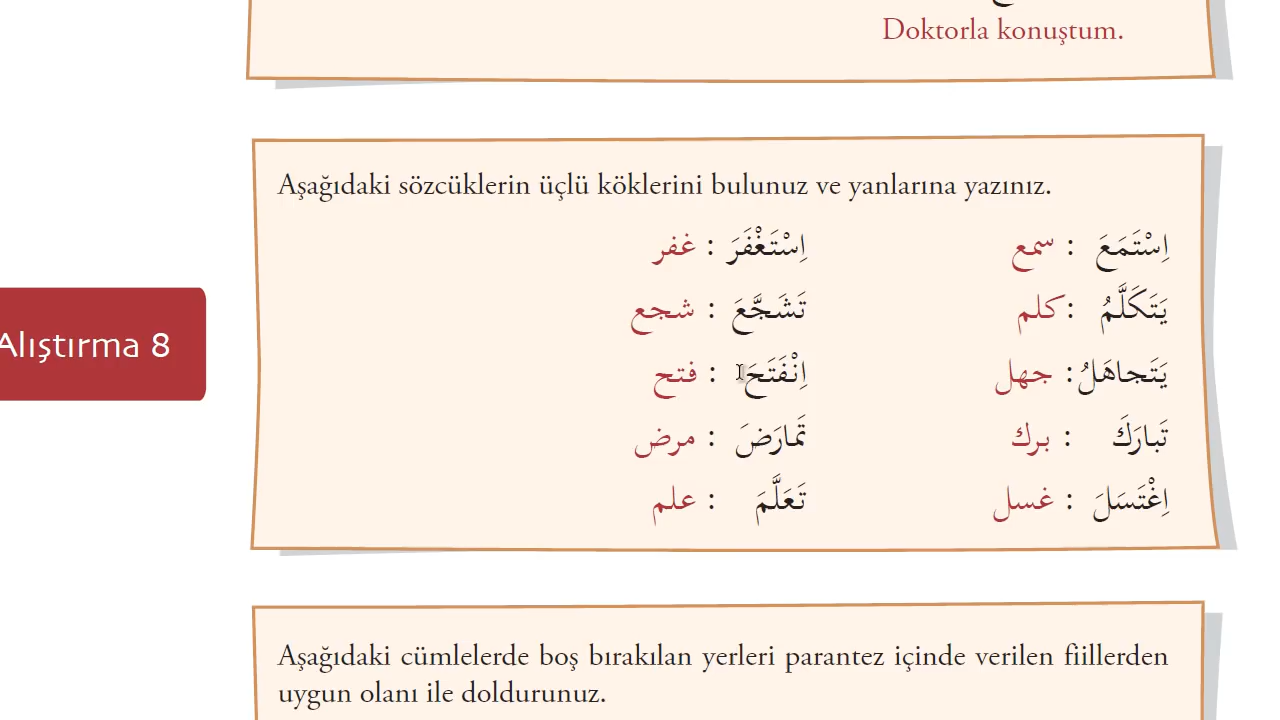 Doktorla konuştum.
Aşağıdaki sözcüklerin üçlü köklerini bulunuz ve yanlarına yazınız.
اِسْتَمَعَ : سمع اِسْتَغْفَرَ : غفر
يَتَكَلَّمُ : كلم تَشَجَّعَ : شجع
يَتَجاهَلُ : جهل اِنْفَتَحَ : فتح
تَبارَكَ : برك تَمارَضَ : مرض
اِغْتَسَلَ : غسل تَعَلَّمَ : علم
Alıştırma 8
Aşağıdaki cümlelerde boş bırakılan yerleri parantez içinde verilen fiillerden
uygun olanı ile doldurunuz.